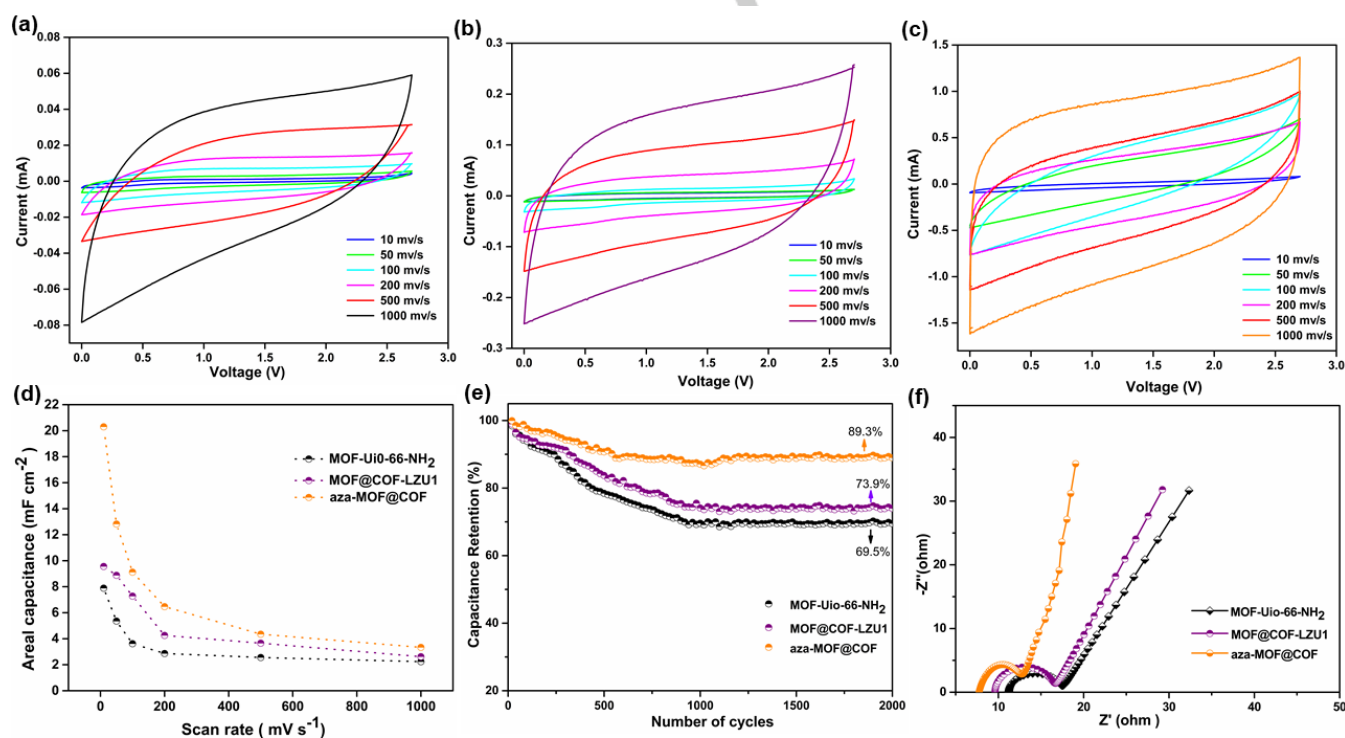 (a)
Current (mA)
0.08
0.06
0.04
0.02
0.00
-0.02
-0.04
-0.06
-0.08
10 mv/s
50 mv/s
100 mv/s
200 mv/s
500 mv/s
1000 mv/s
0.0 0.5 1.0 1.5 2.0 2.5 3.0
Voltage (V)
(b)
Current (mA)
0.3
0.2
0.1
0.0
-0.1
-0.2
-0.3
10 mv/s
50 mv/s
100 mv/s
200 mv/s
500 mv/s
1000 mv/s
0.0 0.5 1.0 1.5 2.0 2.5 3.0
Voltage (V)
(c)
Current (mA)
1.5
1.0
0.5
0.0
-0.5
-1.0
-1.5
10 mv/s
50 mv/s
100 mv/s
200 mv/s
500 mv/s
1000 mv/s
0.0 0.5 1.0 1.5 2.0 2.5 3.0
Voltage (V)
(d)
Areal capacitance (mF cm-2)
22
20
18
16
14
12
10
8
6
4
2
0
MOF-Ui0-66-NH2
MOF@COF-LZU1
aza-MOF@COF
0 200 400 600 800 1000
Scan rate ( mV s-1)
(e)
Capacitance Retention (%)
100
80
60
40
20
89.3%
73.9%
69.5%
MOF-Uio-66-NH2
MOF@COF-LZU1
aza-MOF@COF
0 500 1000 1500 2000
Number of cycles
(f)
-Z''(ohm)
40
35
30
25
20
15
10
5
0
MOF-Uio-66-NH2
MOF@COF-LZU1
aza-MOF@COF
0 10 20 30 40 50
Z' (ohm )